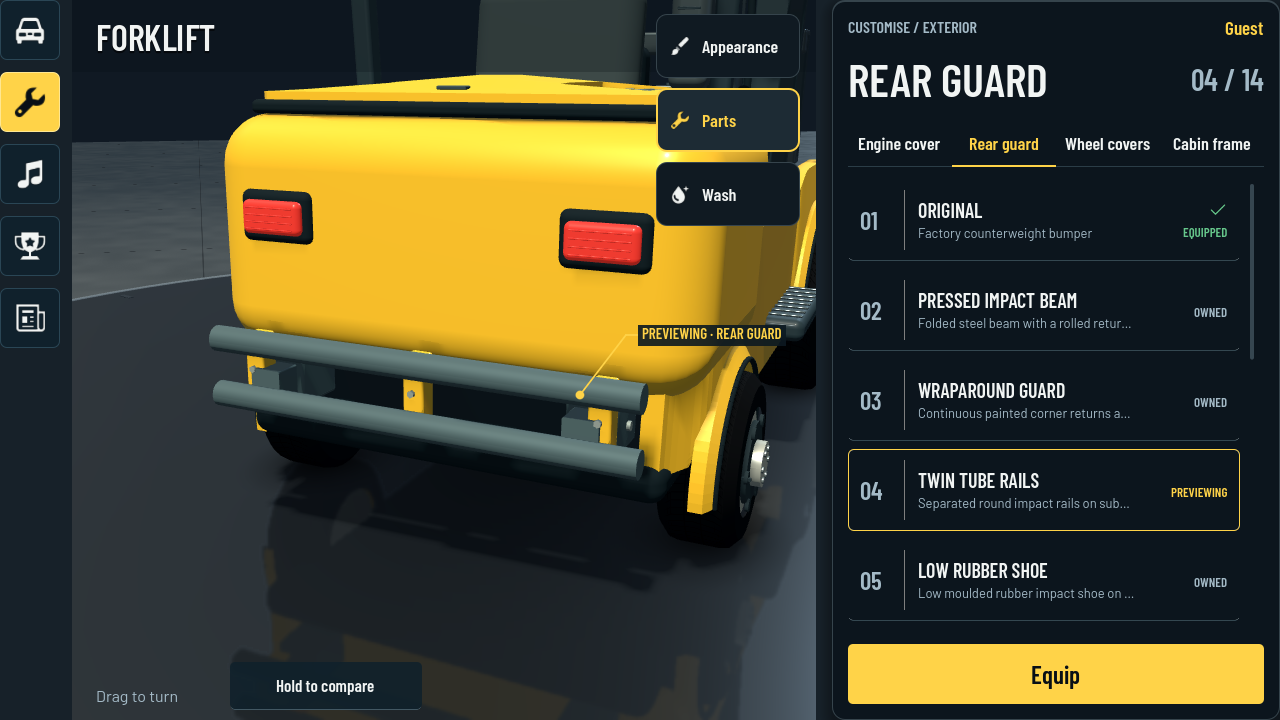 FORKLIFT
Appearance
Parts
Wash
PREVIEWING · REAR GUARD
Drag to turn
Hold to compare
CUSTOMISE / EXTERIOR
Guest
REAR GUARD
04 / 14
Engine cover
Rear guard
Wheel covers
Cabin frame
01
ORIGINAL
Factory counterweight bumper
EQUIPPED
02
PRESSED IMPACT BEAM
Folded steel beam with a rolled retur...
OWNED
03
WRAPAROUND GUARD
Continuous painted corner returns a...
OWNED
04
TWIN TUBE RAILS
Separated round impact rails on sub...
PREVIEWING
05
LOW RUBBER SHOE
Low moulded rubber impact shoe on ...
OWNED
Equip